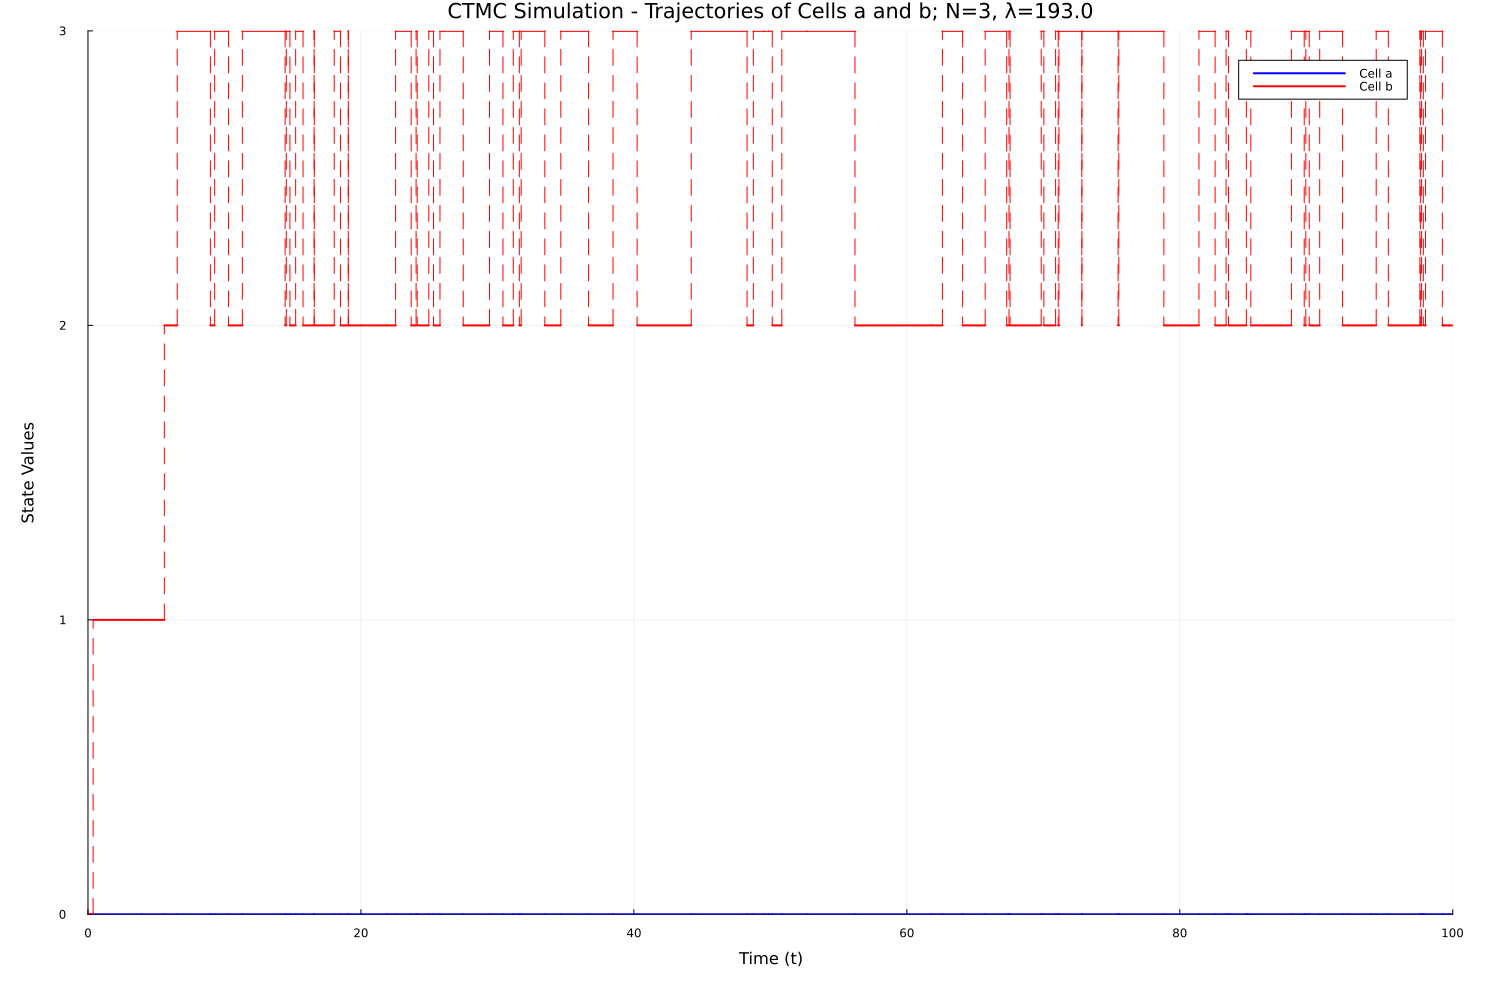 CTMC Simulation - Trajectories of Cells a and b; N=3, λ=193.0
3
Cell a
Cell b
2
State Values
1
0
0 20 40 60 80 100
Time (t)